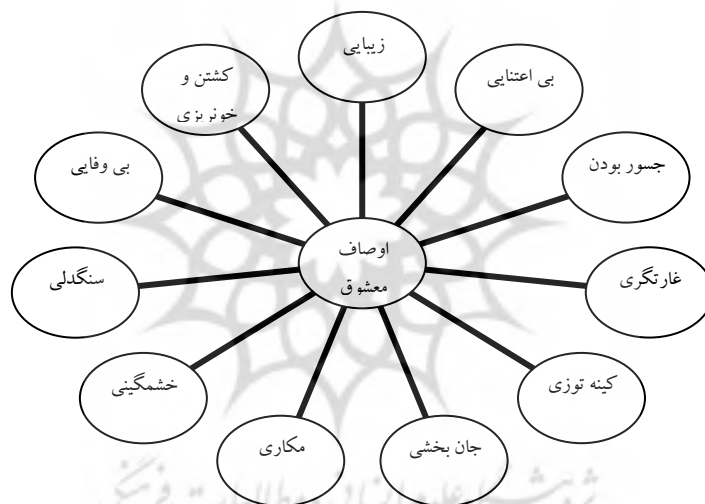 زیبایی
بی اعتنایی
جسور بودن
غارتگری
کینه توزی
جان بخشی
مکاری
خشمگینی
سنگدلی
بی وفایی
کشتن و
خونریزی
اوصاف
معشوق